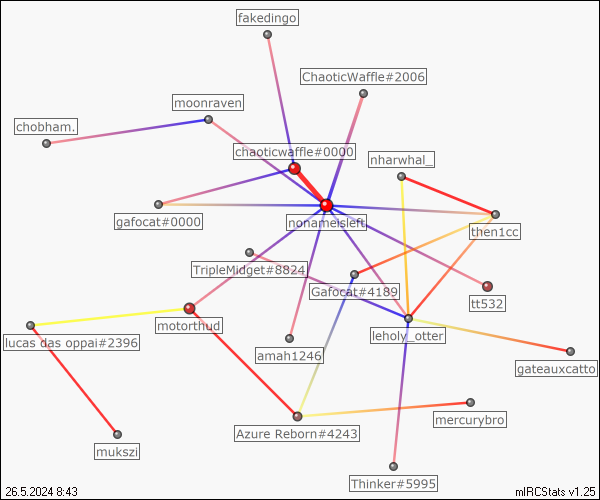 fakedingo
ChaoticWaffle#2006
moonraven
chobham.
chaoticwaffle#0000
nharwhal_
gafocat#0000
nonameisleft
then1cc
TripleMidget#8824
Gafocat#4189
tt532
lucas das oppai#2396
motorthud
leholy_otter
amah1246
gateauxcatto
mercurybro
Azure Reborn#4243
mukszi
Thinker#5995
26.5.2024 8:43
mIRCStats v1.25